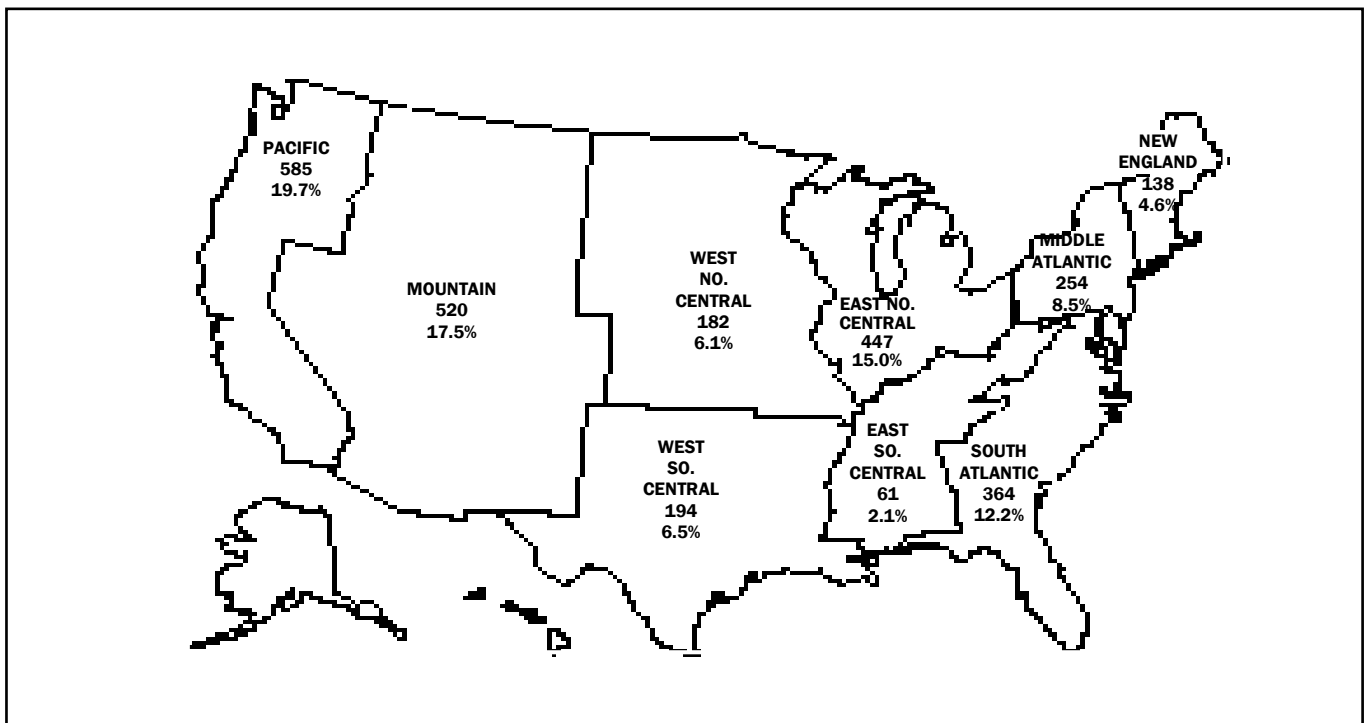 PACIFIC
585
19.7%
MOUNTAIN
520
17.5%
WEST
NO.
CENTRAL
182
6.1%
EAST NO.
CENTRAL
447
15.0%
NEW
ENGLAND
138
4.6%
MIDDLE
ATLANTIC
254
8.5%
WEST
SO.
CENTRAL
194
6.5%
EAST
SO.
CENTRAL
61
2.1%
SOUTH
ATLANTIC
364
12.2%